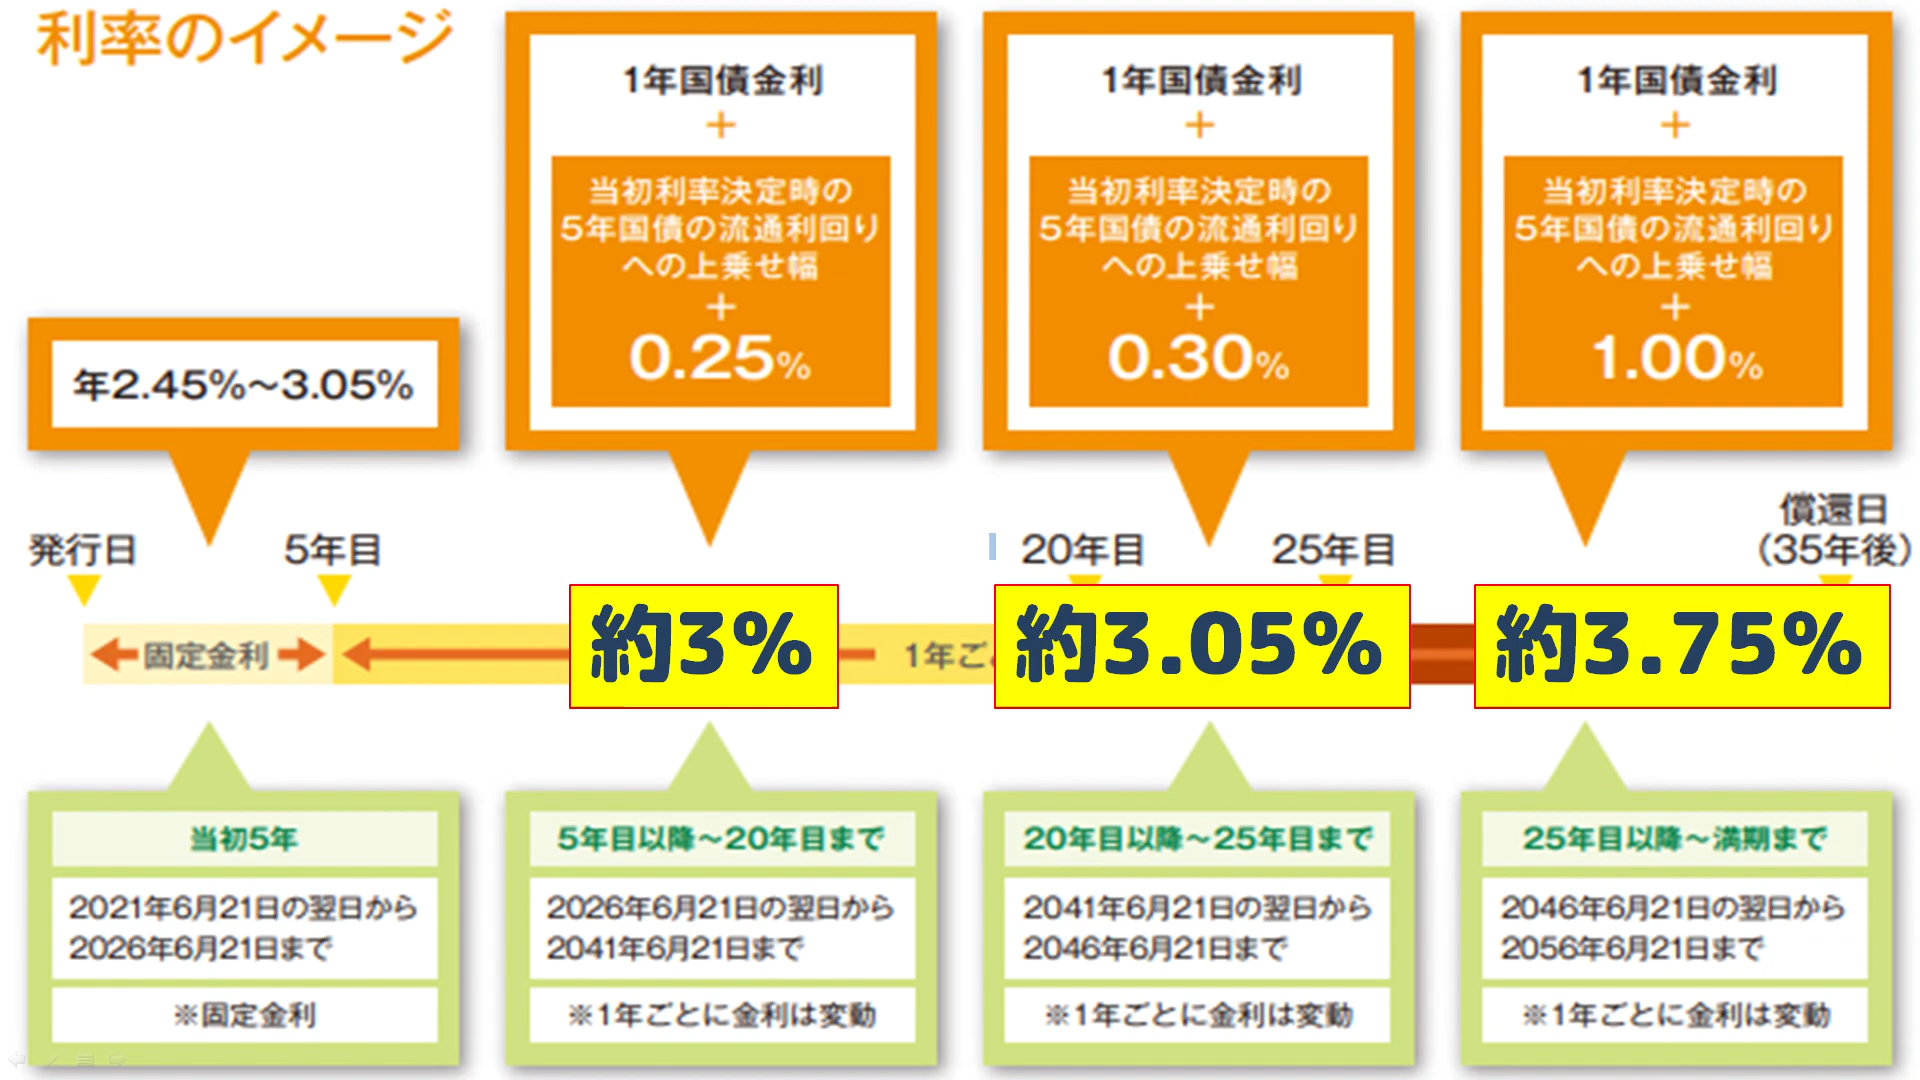 利率のイメージ
年2.45%～3.05%
1年国債金利
+
当初利率決定時の
5年国債の流通利回り
への上乗せ幅
+
0.25%
1年国債金利
+
当初利率決定時の
5年国債の流通利回り
への上乗せ幅
+
0.30%
1年国債金利
+
当初利率決定時の
5年国債の流通利回り
への上乗せ幅
+
1.00%
発行日
5年目
20年目
25年目
償還日
(35年後)
固定金利
約3%
1年ご
約3.05%
約3.75%
当初5年
2021年6月21日の翌日から
2026年6月21日まで
※固定金利
5年目以降～20年目まで
2026年6月21日の翌日から
2041年6月21日まで
※1年ごとに金利は変動
20年目以降～25年目まで
2041年6月21日の翌日から
2046年6月21日まで
※1年ごとに金利は変動
25年目以降～満期まで
2046年6月21日の翌日から
2056年6月21日まで
※1年ごとに金利は変動